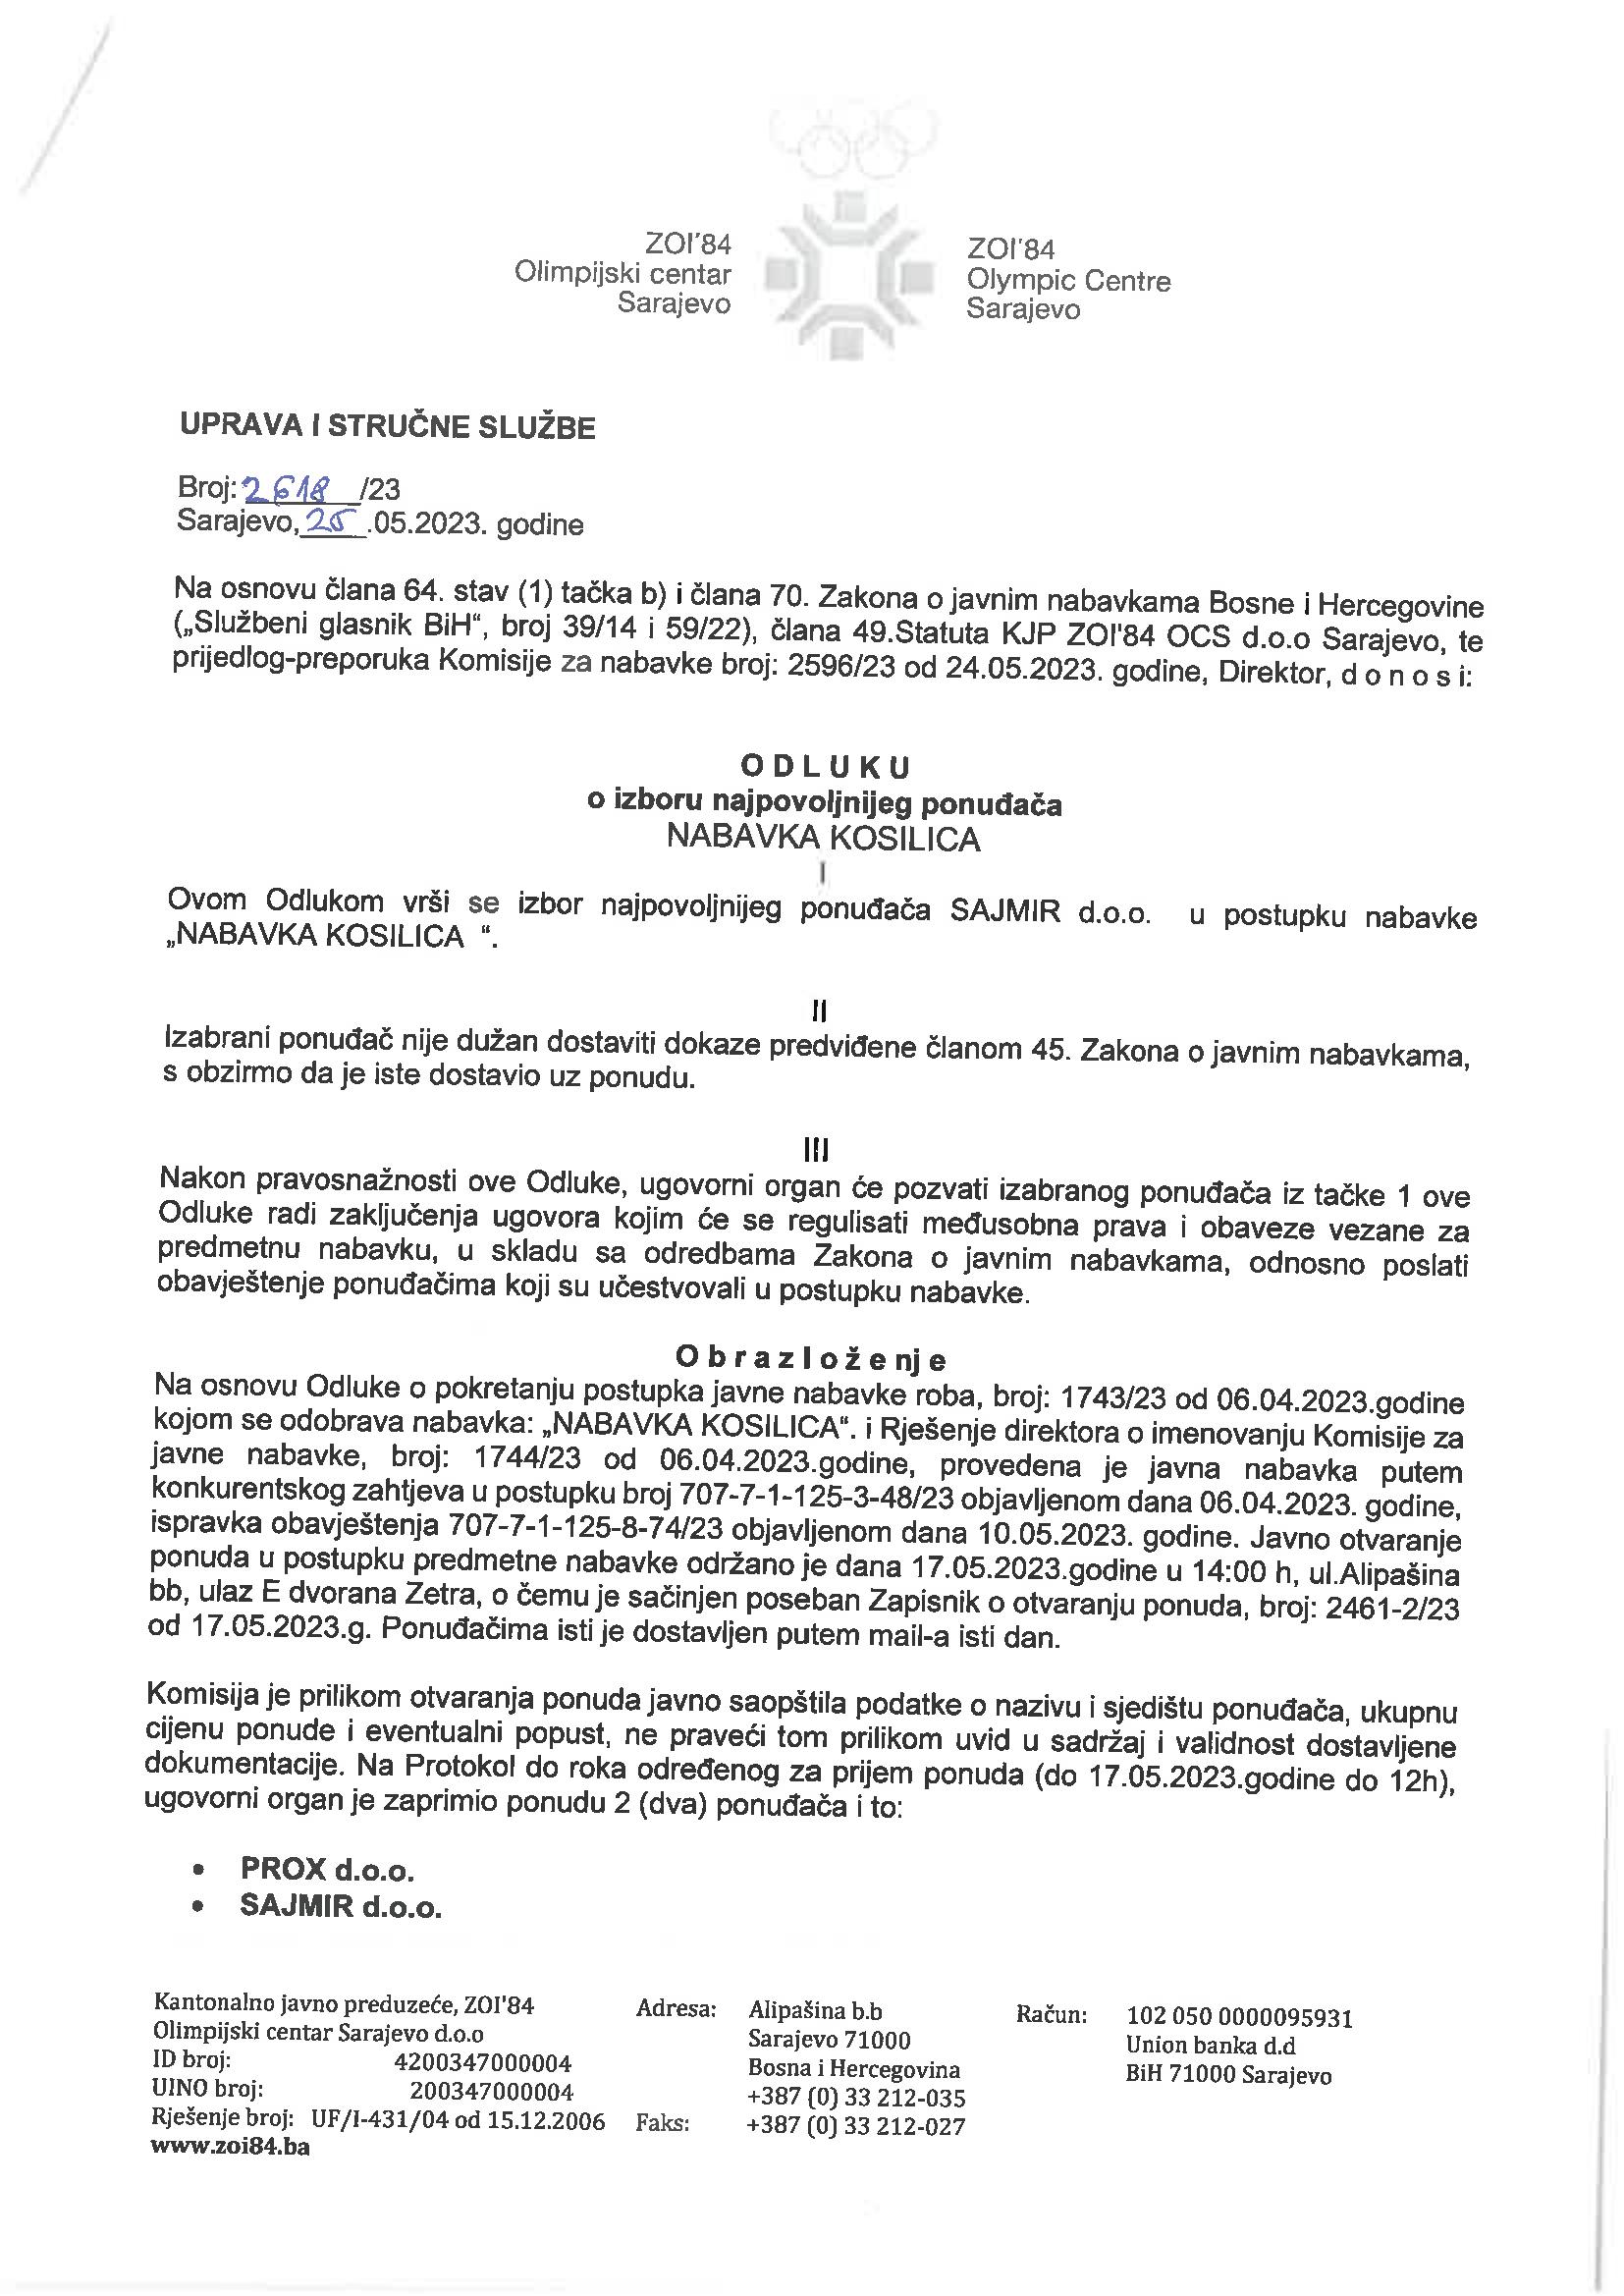 ZOI'84
Olimpijski centar
Sarajevo
ZOI'84
Olympic Centre
Sarajevo
UPRAVA I STRUČNE SLUŽBE
Broj: 2618 /23
Sarajevo, 25 .05.2023. godine
Na osnovu člana 64. stav (1) tačka b) i člana 70. Zakona o javnim nabavkama Bosne i Hercegovine
(„Službeni glasnik BiH“, broj 39/14 i 59/22), člana 49.Statuta KJP ZOI'84 OCS d.o.o Sarajevo, te
prijedlog-preporuka Komisije za nabavke broj: 2596/23 od 24.05.2023. godine, Direktor, d o n o s i:
O D L U K U
o izboru najpovoljnijeg ponuđača
NABAVKA KOSILICA
I
Ovom Odlukom vrši se izbor najpovoljnijeg ponuđača SAJMIR d.o.o. u postupku nabavke
„NABAVKA KOSILICA “.
II
Izabrani ponuđač nije dužan dostaviti dokaze predviđene članom 45. Zakona o javnim nabavkama,
s obzirmo da je iste dostavio uz ponudu.
III
Nakon pravosnažnosti ove Odluke, ugovorni organ će pozvati izabranog ponuđača iz tačke 1 ove
Odluke radi zaključenja ugovora kojim će se regulisati međusobna prava i obaveze vezane za
predmetnu nabavku, u skladu sa odredbama Zakona o javnim nabavkama, odnosno poslati
obavještenje ponuđačima koji su učestvovali u postupku nabavke.
O b r a z l o ž e nj e
Na osnovu Odluke o pokretanju postupka javne nabavke roba, broj: 1743/23 od 06.04.2023.godine
kojom se odobrava nabavka: „NABAVKA KOSILICA“. i Rješenje direktora o imenovanju Komisije za
javne nabavke, broj: 1744/23 od 06.04.2023.godine, provedena je javna nabavka putem
konkurentskog zahtjeva u postupku broj 707-7-1-125-3-48/23 objavljenom dana 06.04.2023. godine,
ispravka obavještenja 707-7-1-125-8-74/23 objavljenom dana 10.05.2023. godine. Javno otvaranje
ponuda u postupku predmetne nabavke održano je dana 17.05.2023.godine u 14:00 h, ul.Alipašina
bb, ulaz E dvorana Zetra, o čemu je sačinjen poseban Zapisnik o otvaranju ponuda, broj: 2461-2/23
od 17.05.2023.g. Ponuđačima isti je dostavljen putem mail-a isti dan.
Komisija je prilikom otvaranja ponuda javno saopštila podatke o nazivu i sjedištu ponuđača, ukupnu
cijenu ponude i eventualni popust, ne praveći tom prilikom uvid u sadržaj i validnost dostavljene
dokumentacije. Na Protokol do roka određenog za prijem ponuda (do 17.05.2023.godine do 12h),
ugovorni organ je zaprimio ponudu 2 (dva) ponuđača i to:
• PROX d.o.o.
• SAJMIR d.o.o.
Kantonalno javno preduzeće, ZOI'84
Olimpijski centar Sarajevo d.o.o
ID broj: 4200347000004
UINO broj: 200347000004
Rješenje broj: UF/I-431/04 od 15.12.2006
www.zoi84.ba
Adresa: Alipašina b.b
Sarajevo 71000
Bosna i Hercegovina
+387 (0) 33 212-035
Faks: +387 (0) 33 212-027
Račun: 102 050 0000095931
Union banka d.d
BiH 71000 Sarajevo